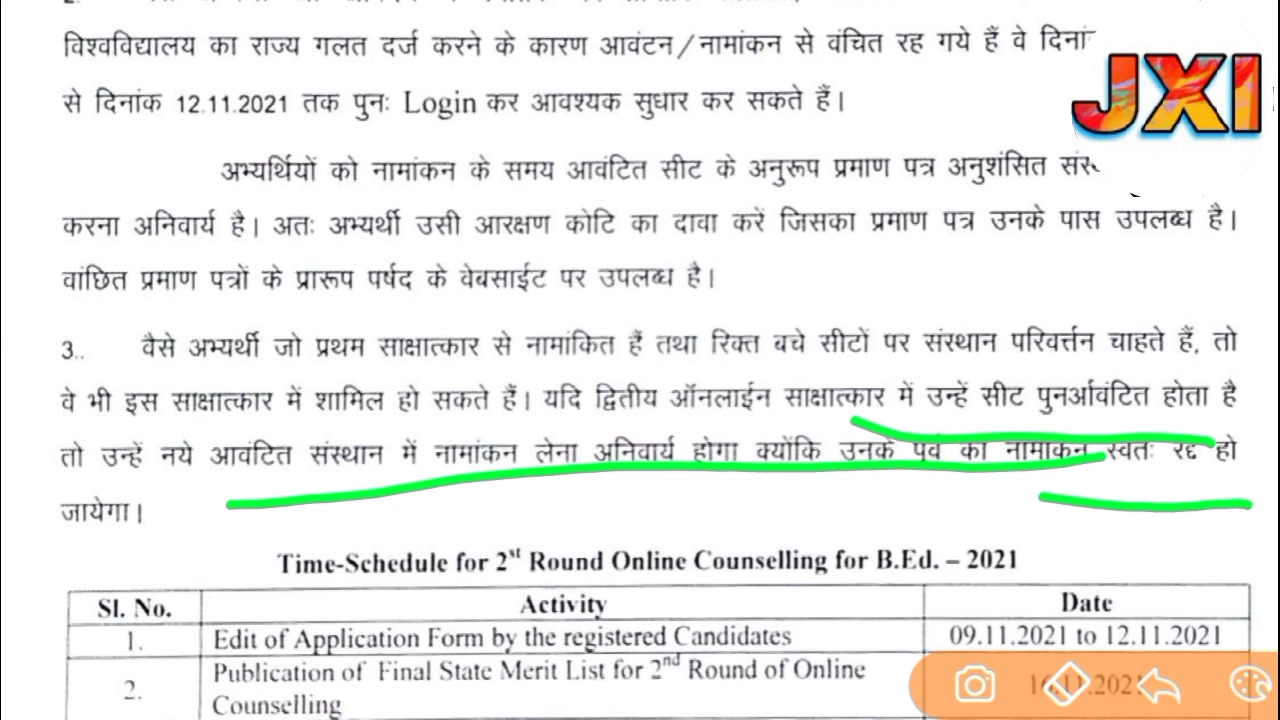 विश्वविद्यालय का राज्य गलत दर्ज करने के कारण आवंटन/नामांकन से वंचित रह गये हैं वे
से दिनांक 12.11.2021 तक पुनः Login कर आवश्यक सुधार कर सकते हैं।
JXI
अभ्यर्थियों को नामांकन के समय आवंटित सीट के अनुरूप प्रमाण पत्र अनुशंसित
करना अनिवार्य है। अतः अभ्यर्थी उसी आरक्षण कोटि का दावा करें जिसका प्रमाण पत्र उनके पास उपलब्ध है।
वांछित प्रमाण पत्रों के प्रारूप पर्षद के वेबसाईट पर उपलब्ध है।
3.. वैसे अभ्यर्थी जो प्रथम साक्षात्कार से नामांकित हैं तथा रिक्त बचे सीटों पर संस्थान परिवर्त्तन चाहते हैं, तो
वे भी इस साक्षात्कार में शामिल हो सकते हैं। यदि द्वितीय ऑनलाईन साक्षात्कार में उन्हें सीट पुनर्आवंटित होता है
तो उन्हें नये आवंटित संस्थान में नामांकन लेना अनिवार्य होगा क्योंकि उनके पूर्व का नामांकन स्वतः रद्द हो
जायेगा।
Time-Schedule for 2st Round Online Counselling for B.Ed. – 2021
Sl. No. Activity Date
1. Edit of Application Form by the registered Candidates 09.11.2021 to 12.11.2021
2. Publication of Final State Merit List for 2nd Round of Online
Counselling